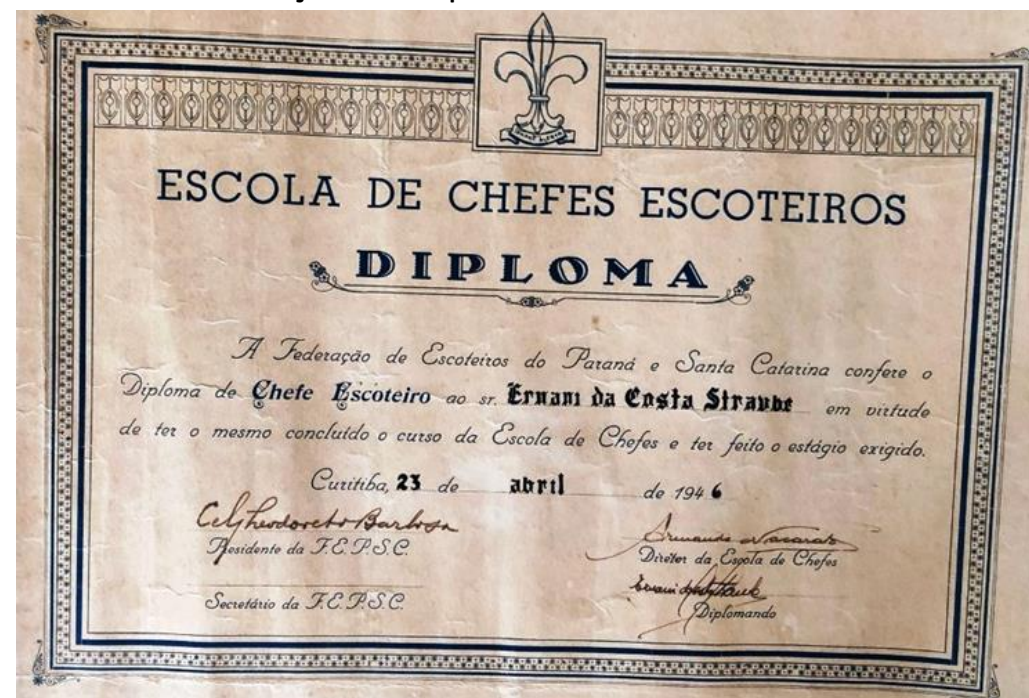 ESCOLA DE CHEFES ESCOTEIROS
DIPLOMA
A Federação de Escoteiros do Paraná e Santa Catarina confere o
Diploma de Chefe Escoteiro ao sr. Ernani da Costa Straube em virtude
de ter o mesmo concluído o curso da Escola de Chefes e ter feito o estágio exigido.
Curitiba, 23 de abril de 1946
Presidente da F.E.P.S.C.
Diretor da Escola de Chefes
Secretário da F.E.P.S.C.
Diplomando